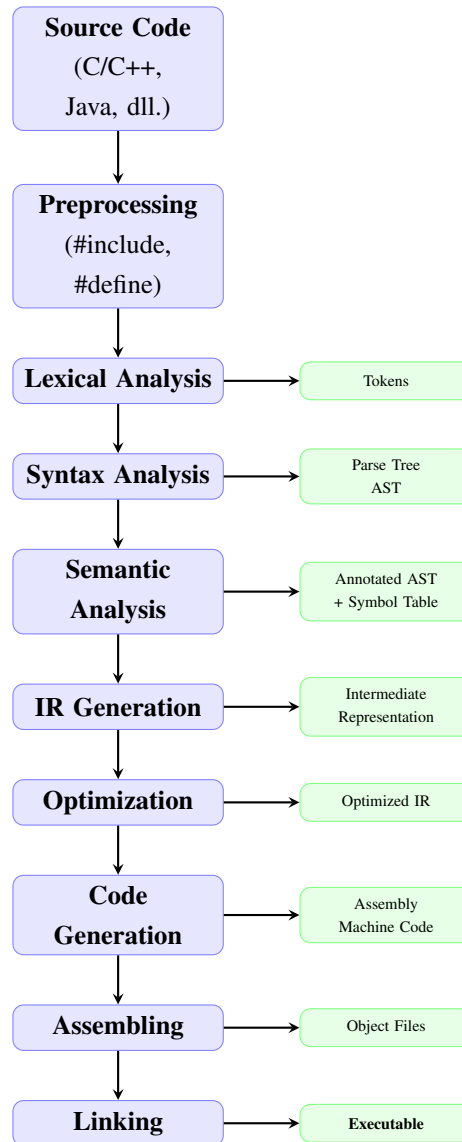 Source Code
(C/C++,
Java, dll.)
Preprocessing
(#include,
#define)
Lexical Analysis
Tokens
Syntax Analysis
Parse Tree
AST
Semantic
Analysis
Annotated AST
+ Symbol Table
IR Generation
Intermediate
Representation
Optimization
Optimized IR
Code
Generation
Assembly
Machine Code
Assembling
Object Files
Linking
Executable